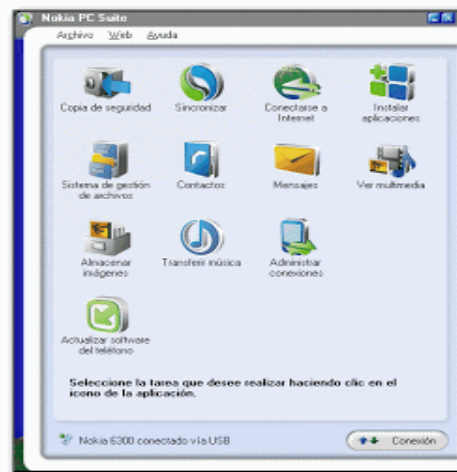 Nokia PC Suite
Archivo Web Ayuda
Copia de seguridad
Sincronizar
Conectarse a
Internet
Instalar
aplicaciones
Sistema de gestión
de archivos
Contactos
Mensajes
Ver multimedia
Almacenar
imágenes
Transferir música
Administrar
conexiones
Actualizar software
del teléfono
Seleccione la tarea que desee realizar haciendo clic en el
icono de la aplicación.
Nokia 6300 conectado vía USB
Conexión